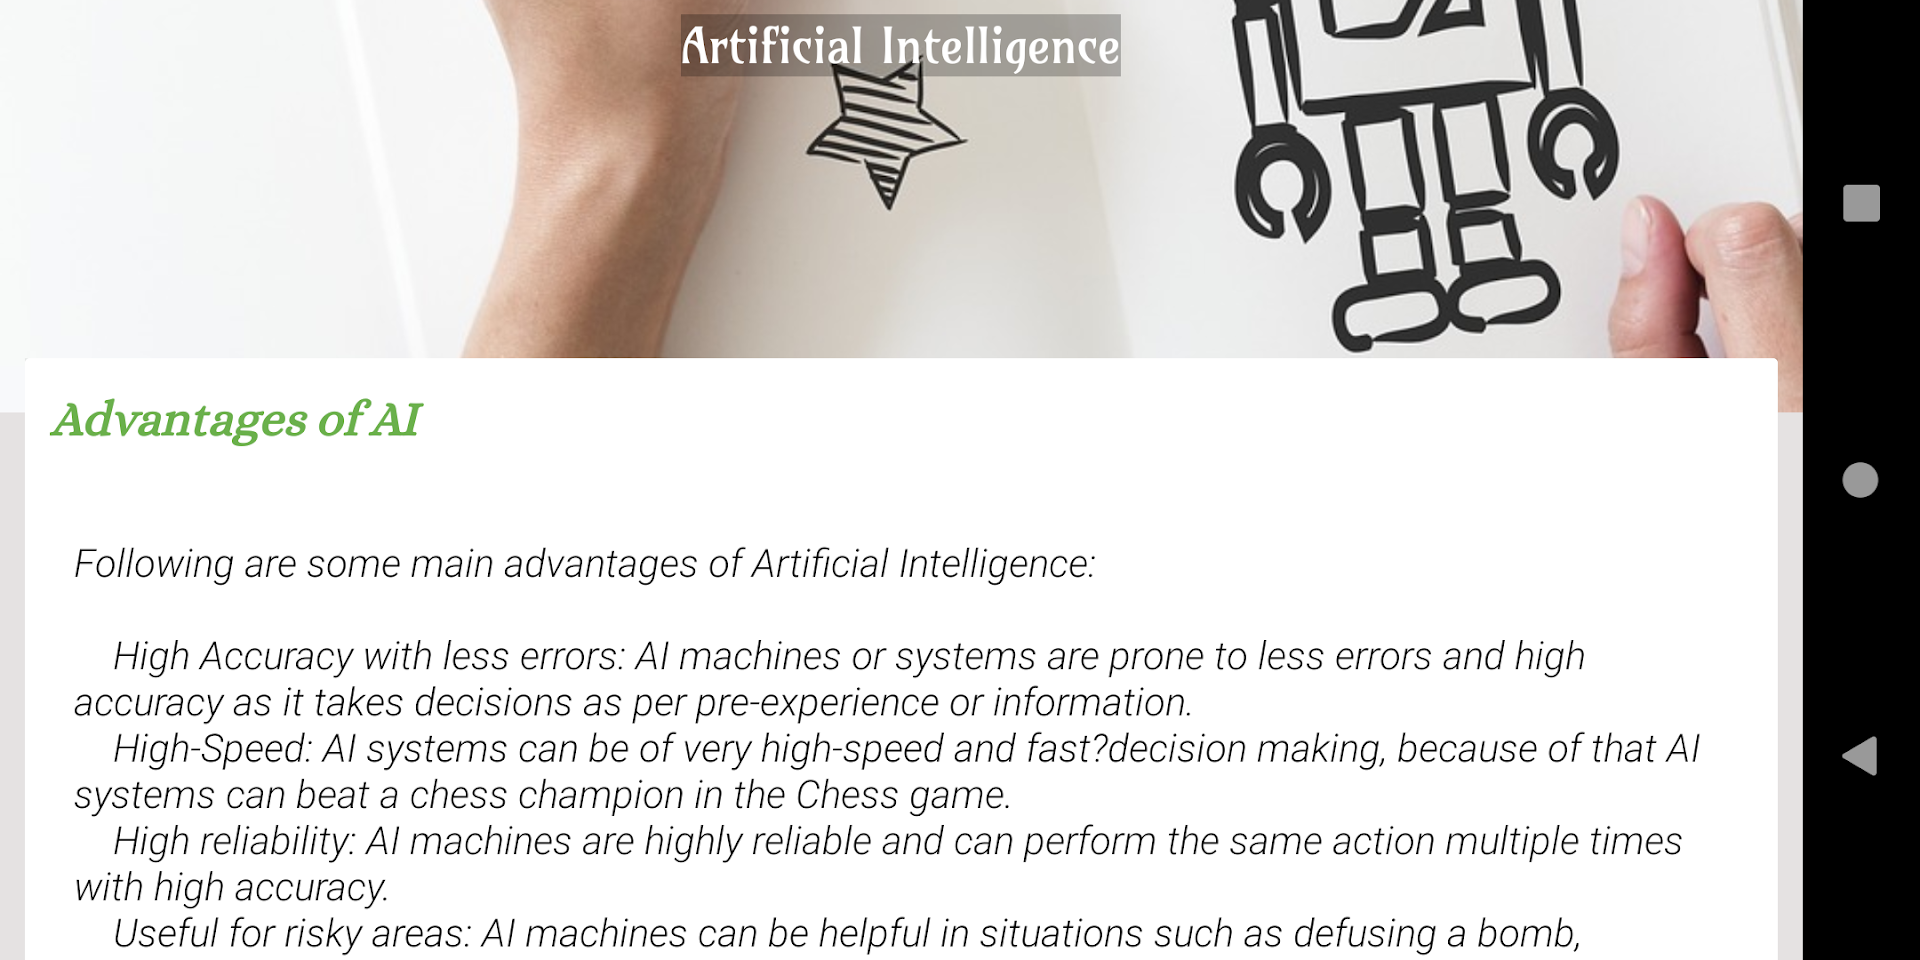 Artificial Intelligence
Advantages of AI
Following are some main advantages of Artificial Intelligence:
High Accuracy with less errors: AI machines or systems are prone to less errors and high
accuracy as it takes decisions as per pre-experience or information.
High-Speed: AI systems can be of very high-speed and fast?decision making, because of that AI
systems can beat a chess champion in the Chess game.
High reliability: AI machines are highly reliable and can perform the same action multiple times
with high accuracy.
Useful for risky areas: AI machines can be helpful in situations such as defusing a bomb,